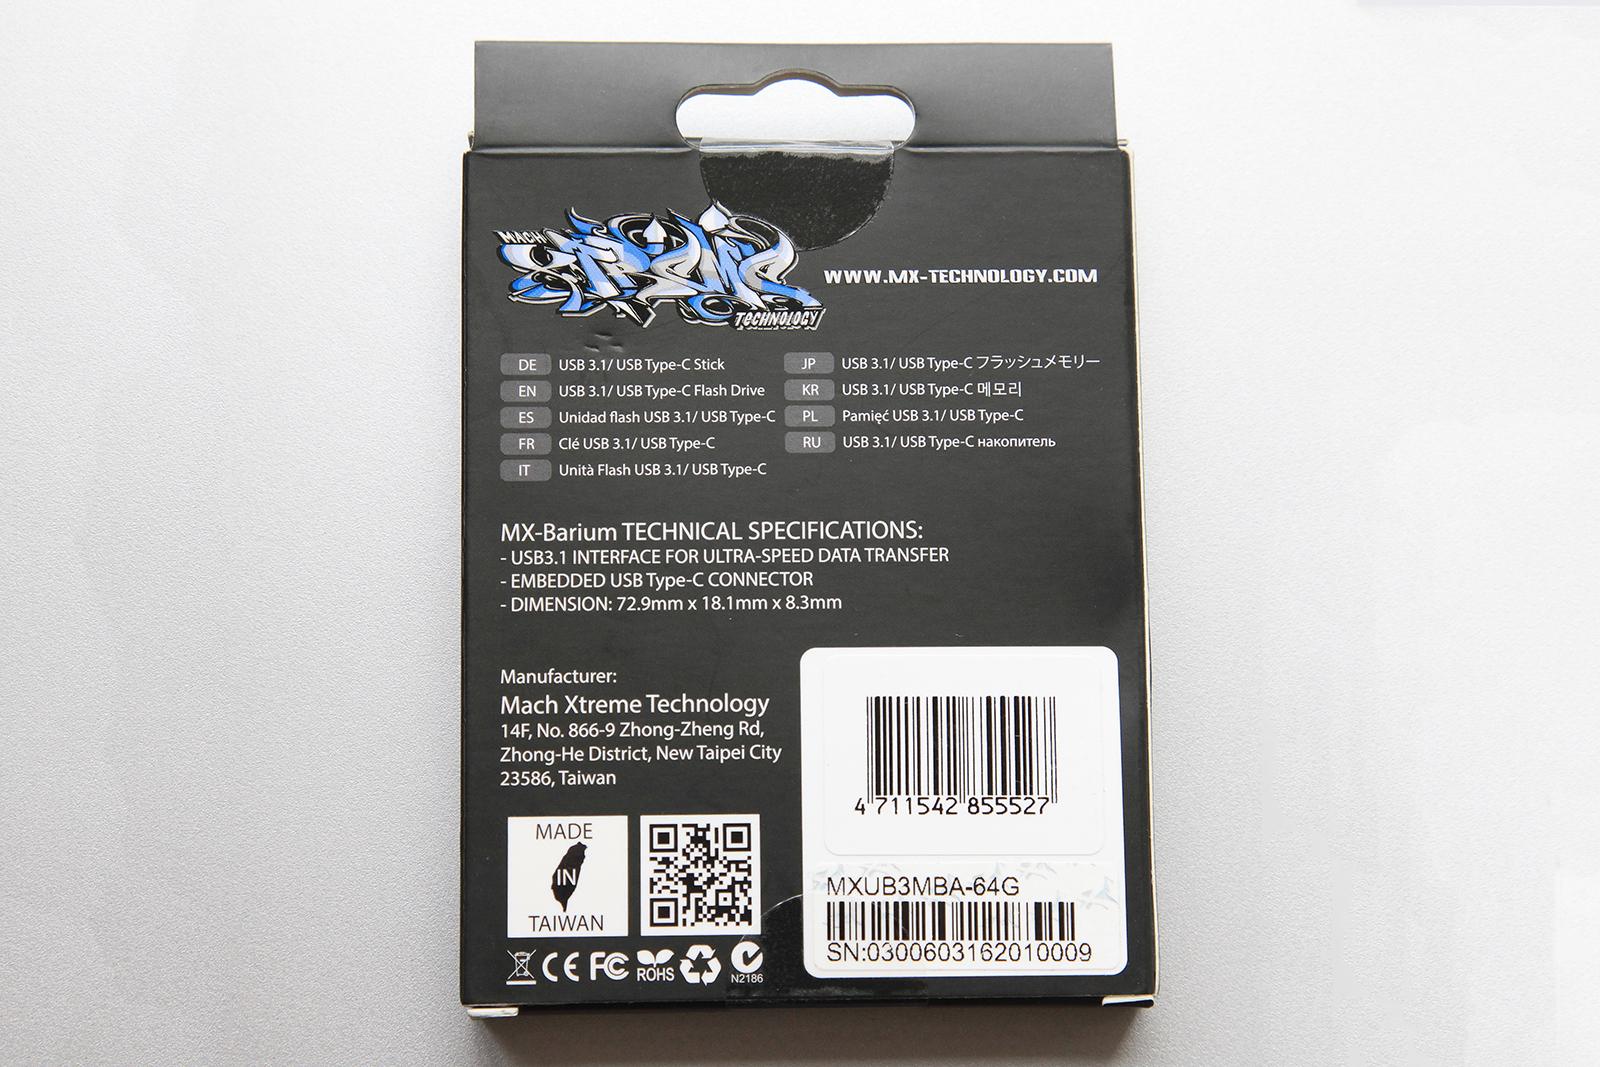 MACH
XTREME
TECHNOLOGY
WWW.MX-TECHNOLOGY.COM
DE USB 3.1/ USB Type-C Stick
EN USB 3.1/ USB Type-C Flash Drive
ES Unidad flash USB 3.1/ USB Type-C
FR Clé USB 3.1/ USB Type-C
IT Unità Flash USB 3.1/ USB Type-C
JP USB 3.1/ USB Type-C フラッシュメモリー
KR USB 3.1/ USB Type-C 메모리
PL Pamięć USB 3.1/ USB Type-C
RU USB 3.1/ USB Type-C накопитель
MX-Barium TECHNICAL SPECIFICATIONS:
- USB3.1 INTERFACE FOR ULTRA-SPEED DATA TRANSFER
- EMBEDDED USB Type-C CONNECTOR
- DIMENSION: 72.9mm x 18.1mm x 8.3mm
Manufacturer:
Mach Xtreme Technology
14F, No. 866-9 Zhong-Zheng Rd,
Zhong-He District, New Taipei City
23586, Taiwan
MADE
IN
TAIWAN
CE FC ROHS N2186
4 711542 855527
MXUB3MBA-64G
SN:0300603162010009